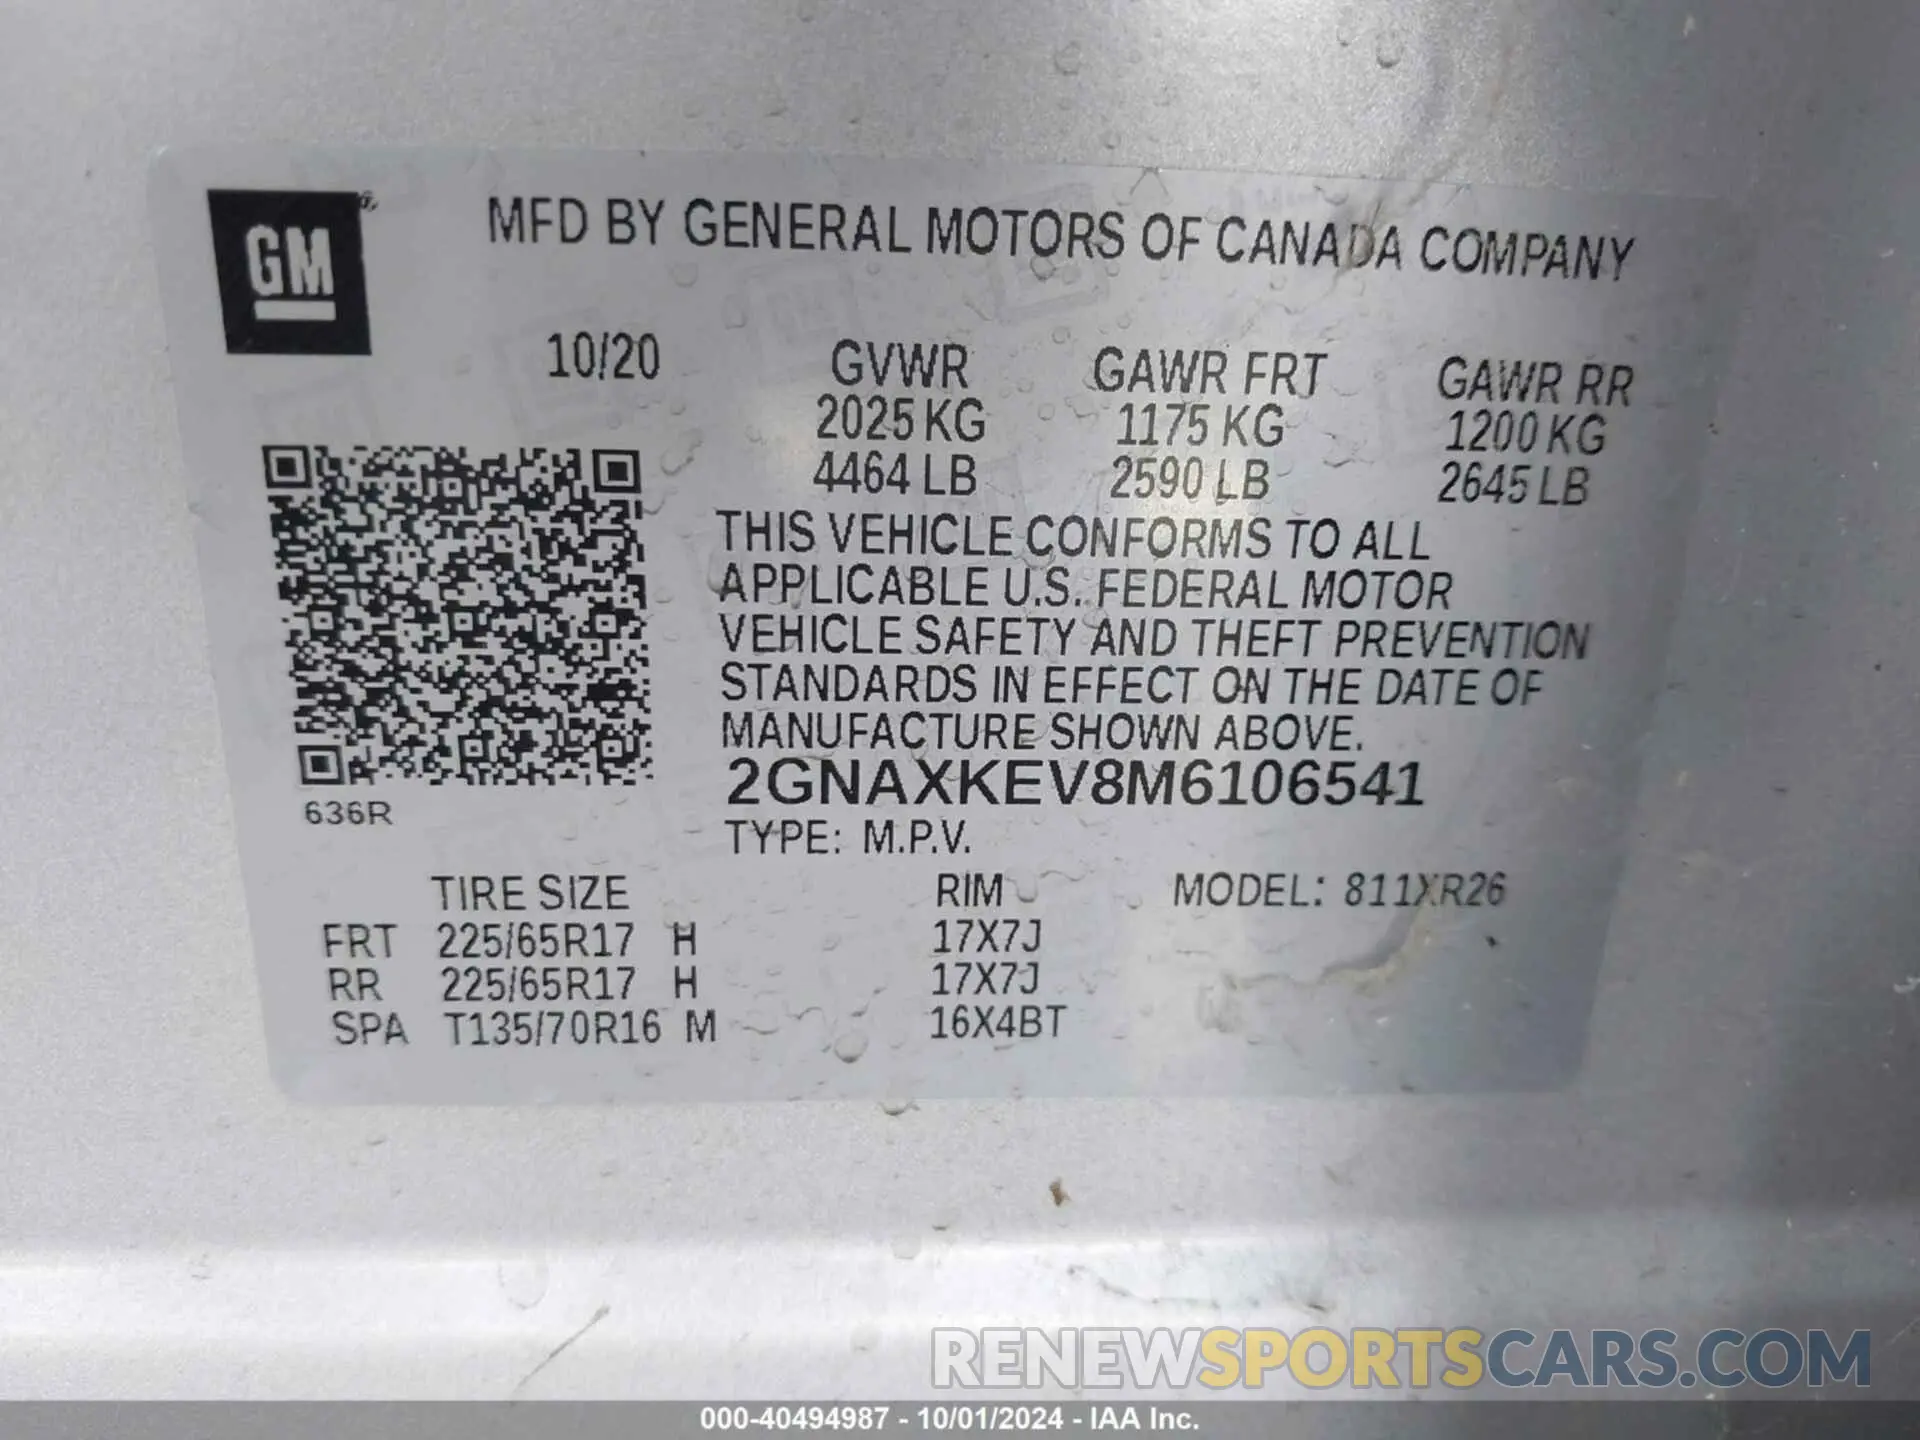 GM
MFD BY GENERAL MOTORS OF CANADA COMPANY
10/20 GVWR GAWR FRT GAWR RR
2025 KG 1175 KG 1200 KG
4464 LB 2590 LB 2645 LB
THIS VEHICLE CONFORMS TO ALL
APPLICABLE U.S. FEDERAL MOTOR
VEHICLE SAFETY AND THEFT PREVENTION
STANDARDS IN EFFECT ON THE DATE OF
MANUFACTURE SHOWN ABOVE.
2GNAXKEV8M6106541
636R
TYPE: M.P.V.
TIRE SIZE RIM MODEL: 811XR26
FRT 225/65R17 H 17X7J
RR 225/65R17 H 17X7J
SPA T135/70R16 M 16X4BT
RENEWSPORTSCARS.COM
000-40494987 - 10/01/2024 - IAA Inc.